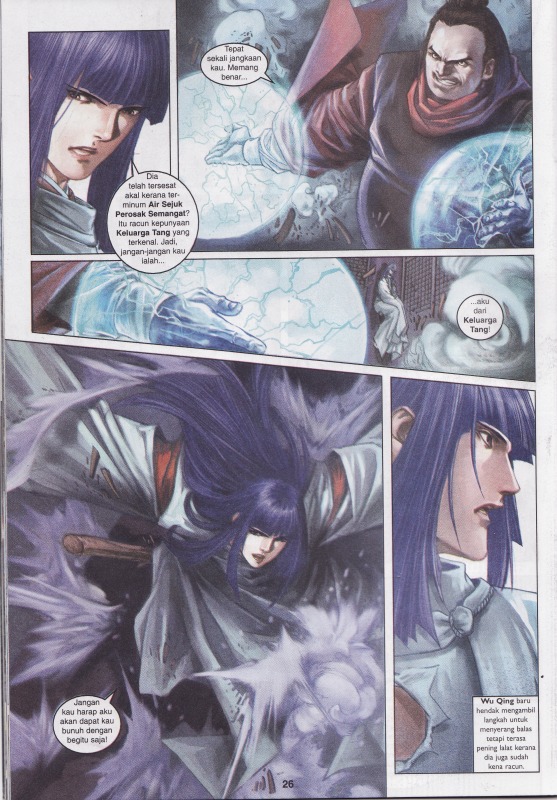 Dia
telah tersesat
akal kerana ter-
minum Air Sejuk
Perosak Semangat?
Itu racun kepunyaan
Keluarga Tang yang
terkenal. Jadi,
jangan-jangan kau
ialah...
Tepat
sekali jangkaan
kau. Memang
benar...
...aku
dari
Keluarga
Tang!
Jangan
kau harap aku
akan dapat kau
bunuh dengan
begitu saja!
Wu Qing baru
hendak mengambil
langkah untuk
menyerang balas
tetapi terasa
pening lalat kerana
dia juga sudah
kena racun.
26